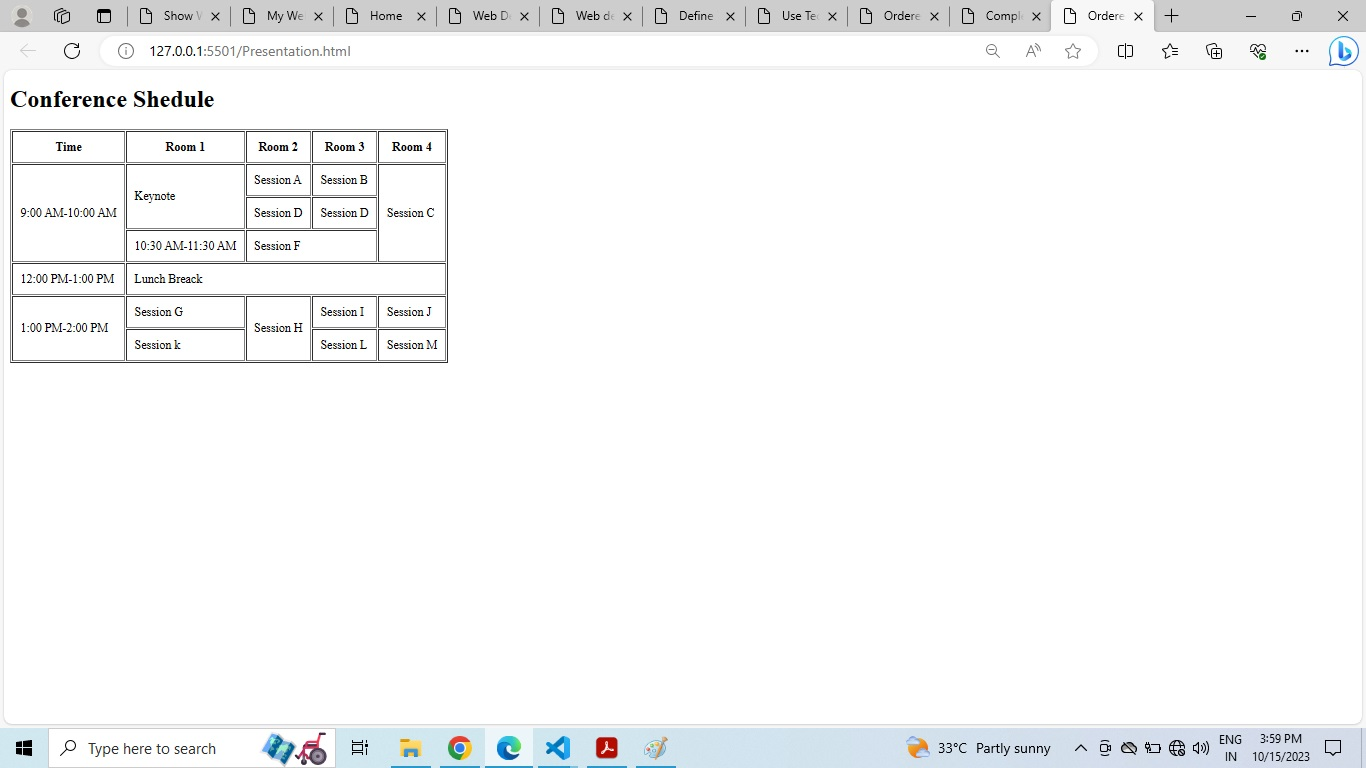 Show W My We Home Web De Web de Define Use Te Ordere Compl Ordere
127.0.0.1:5501/Presentation.html
Conference Shedule
Time Room 1 Room 2 Room 3 Room 4
9:00 AM-10:00 AM Keynote Session A Session B Session C
Session D Session D
10:30 AM-11:30 AM Session F
12:00 PM-1:00 PM Lunch Breack
1:00 PM-2:00 PM Session G Session H Session I Session J
Session k Session L Session M
Type here to search 33°C Partly sunny ENG 3:59 PM
IN 10/15/2023